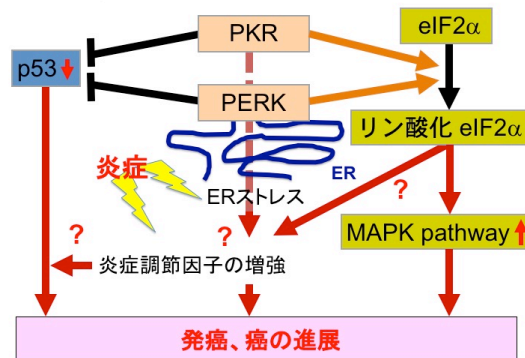 PKR
eIF2α
p53
PERK
リン酸化 eIF2α
炎症
ER
ERストレス
?
?
?
MAPK pathway
炎症調節因子の増強
発癌、癌の進展